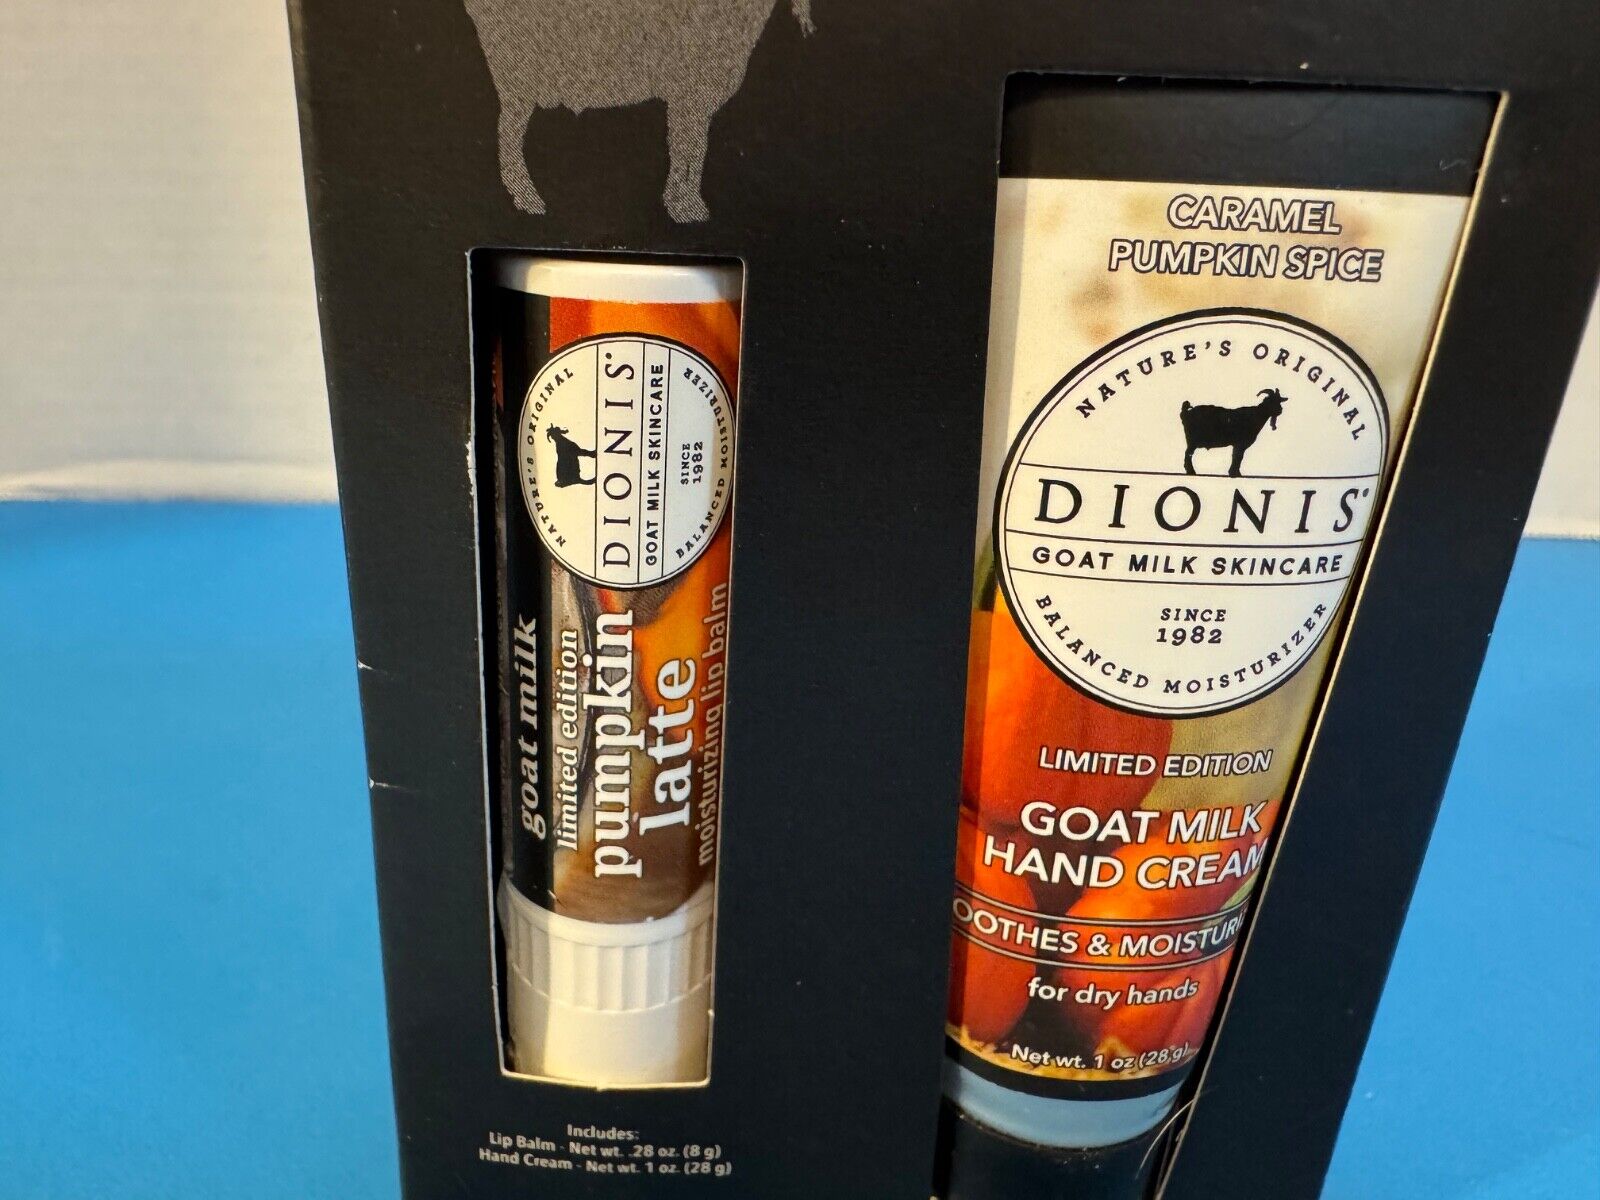 NATURE'S ORIGINAL
DIONIS®
GOAT MILK SKINCARE
SINCE
1982
BALANCED MOISTURIZER
goat milk
limited edition
pumpkin
latte
moisturizing lip balm
Includes:
Lip Balm - Net wt. .28 oz. (8 g)
Hand Cream - Net wt. 1 oz. (28 g)
CARAMEL
PUMPKIN SPICE
NATURE'S ORIGINAL
DIONIS®
GOAT MILK SKINCARE
SINCE
1982
BALANCED MOISTURIZER
LIMITED EDITION
GOAT MILK
HAND CREAM
OOTHES & MOISTURI
for dry hands
Net wt. 1 oz (28 g)